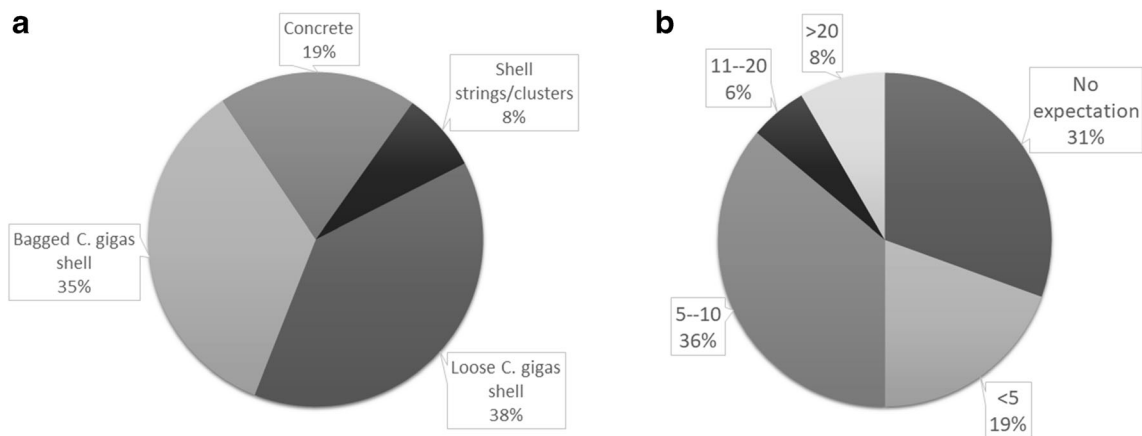 a
Concrete
19%
Shell
strings/clusters
8%
Bagged C. gigas
shell
35%
Loose C. gigas
shell
38%
b
>20
8%
11--20
6%
No
expectation
31%
5--10
36%
<5
19%